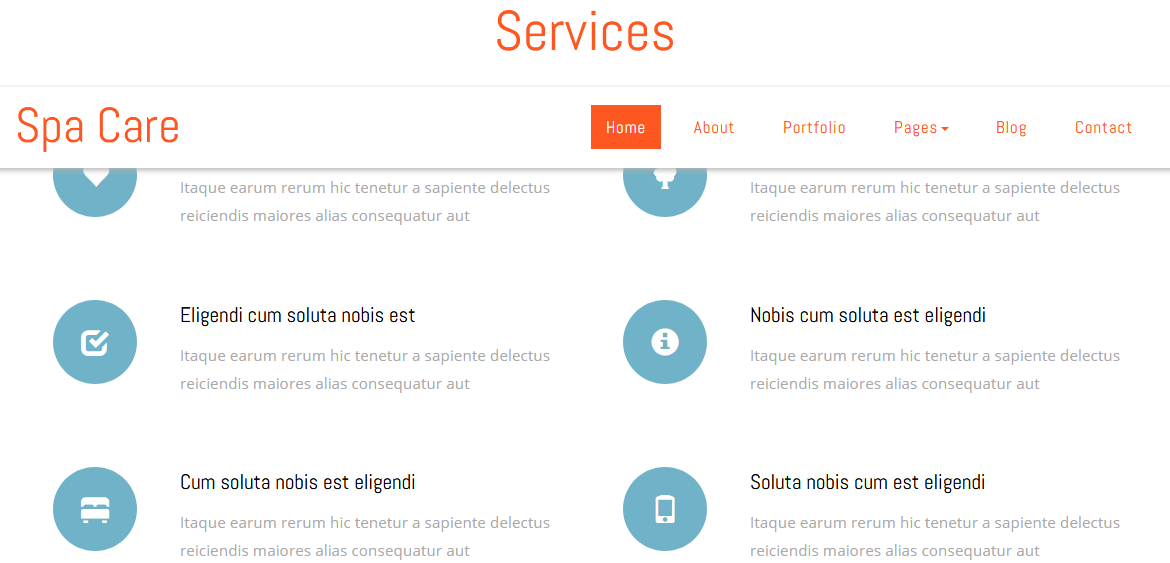 Services
Spa Care
Home
About
Portfolio
Pages
Blog
Contact
Itaque earum rerum hic tenetur a sapiente delectus
reiciendis maiores alias consequatur aut
Itaque earum rerum hic tenetur a sapiente delectus
reiciendis maiores alias consequatur aut
Eligendi cum soluta nobis est
Itaque earum rerum hic tenetur a sapiente delectus
reiciendis maiores alias consequatur aut
Nobis cum soluta est eligendi
Itaque earum rerum hic tenetur a sapiente delectus
reiciendis maiores alias consequatur aut
Cum soluta nobis est eligendi
Itaque earum rerum hic tenetur a sapiente delectus
reiciendis maiores alias consequatur aut
Soluta nobis cum est eligendi
Itaque earum rerum hic tenetur a sapiente delectus
reiciendis maiores alias consequatur aut